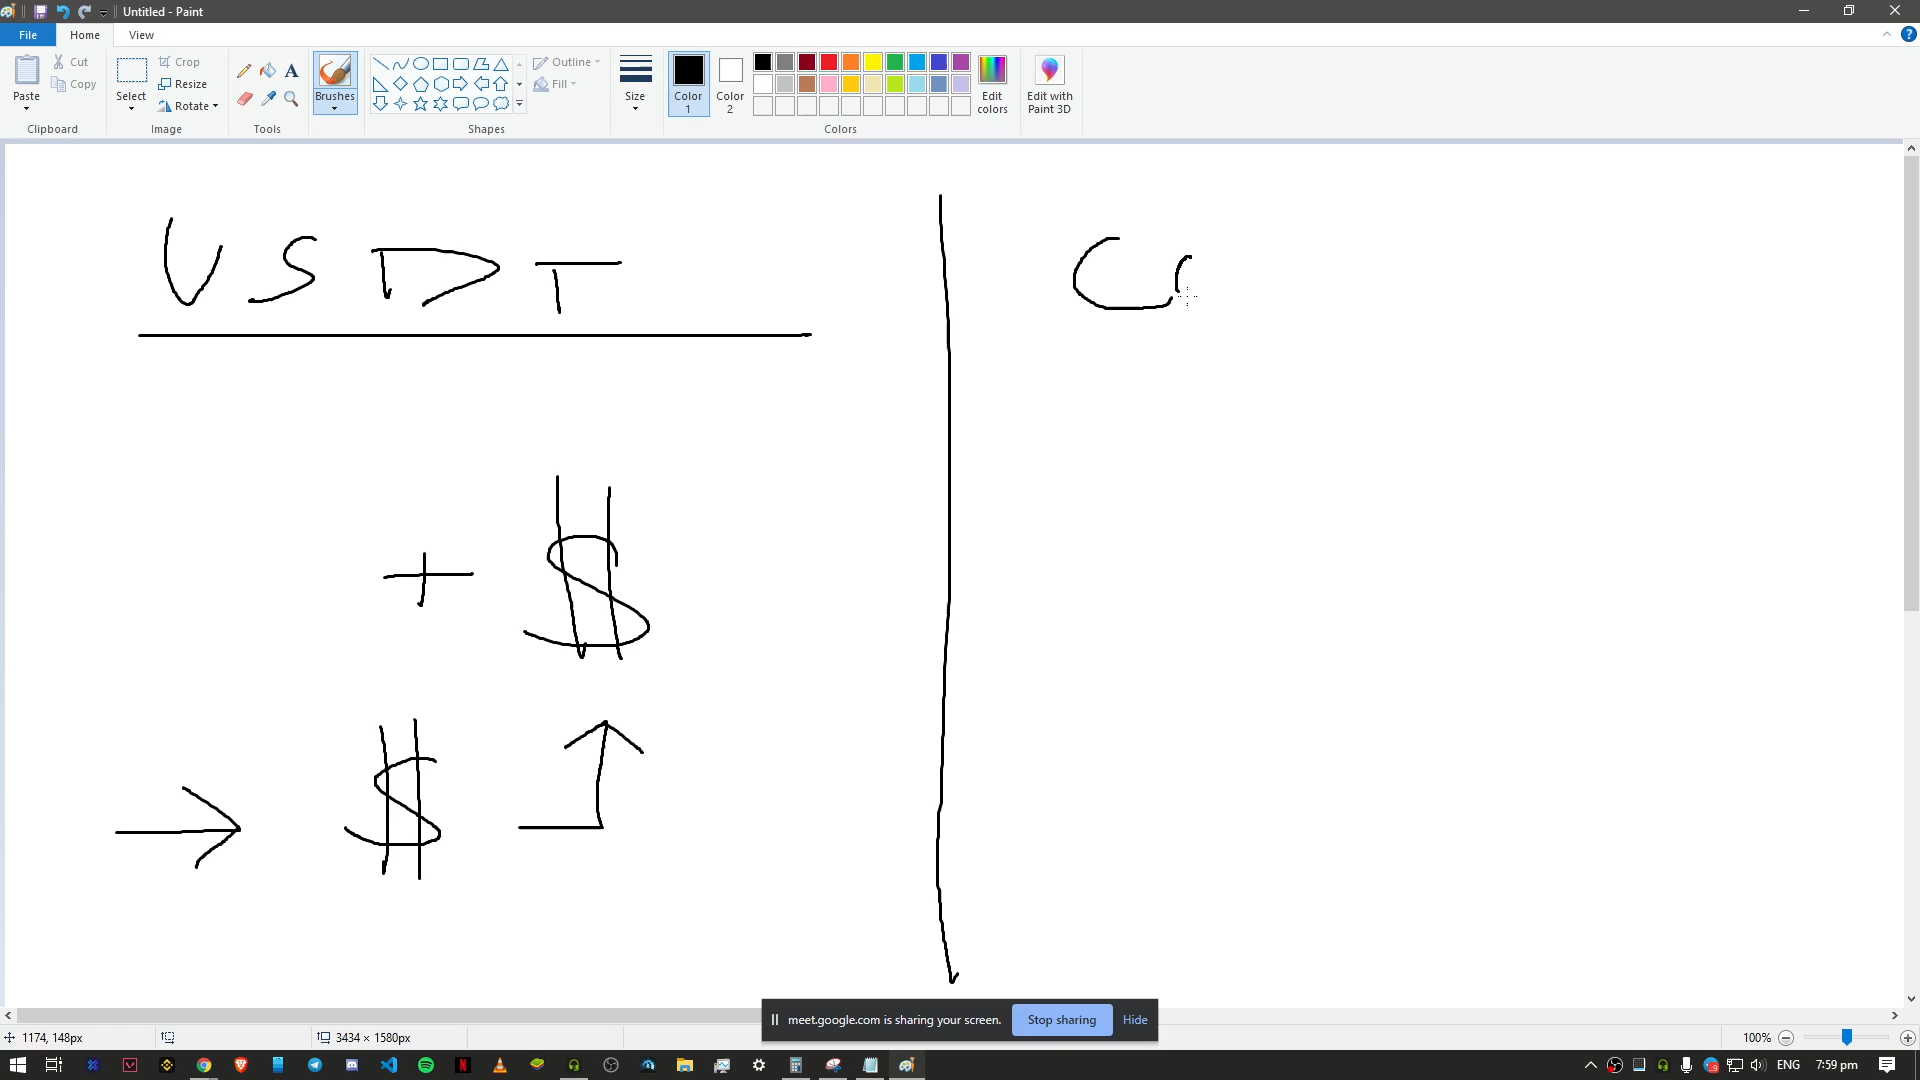 Untitled - Paint
File Home View
Paste
Cut
Copy
Clipboard
Select
Crop
Resize
Rotate
Image
Tools
Brushes
Shapes
Outline
Fill
Size
Color 1
Color 2
Colors
Edit colors
Edit with Paint 3D
USDT
+ $
$
meet.google.com is sharing your screen. Stop sharing Hide
1174, 148px
3434 × 1580px
100%
ENG 7:59 pm